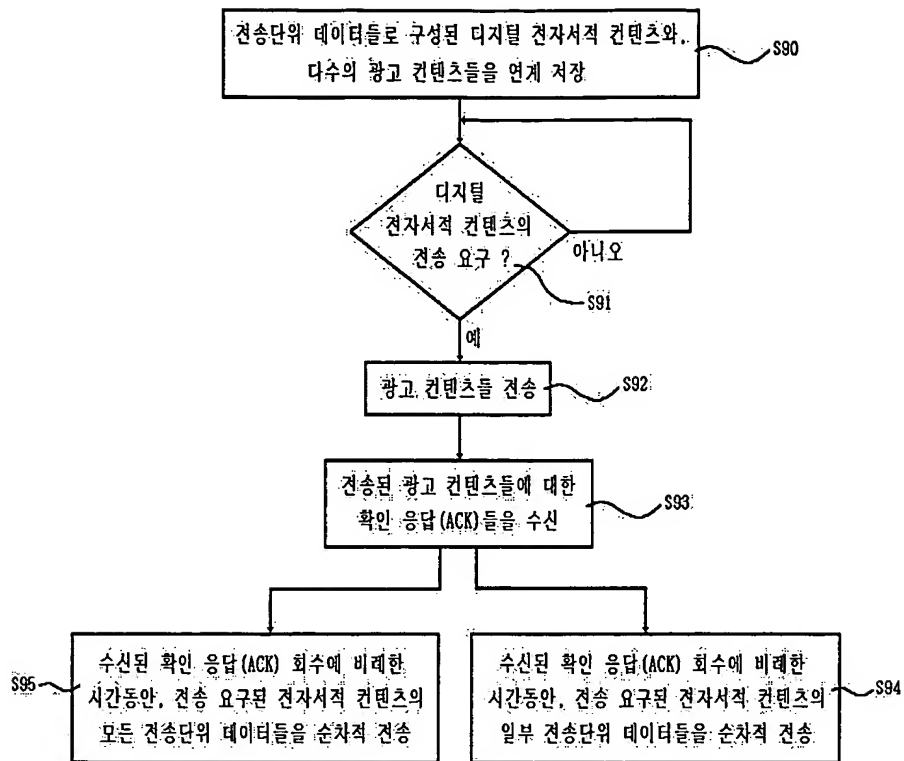 전송단위 데이터들로 구성된 디지털 전자서적 컨텐츠와,
다수의 광고 컨텐츠들을 연계 저장
S90
디지털
전자서적 컨텐츠의
전송 요구 ?
아니오
S91
예
광고 컨텐츠들 전송
S92
전송된 광고 컨텐츠들에 대한
확인 응답(ACK)들을 수신
S93
S95
수신된 확인 응답(ACK) 회수에 비례한
시간동안, 전송 요구된 전자서적 컨텐츠의
모든 전송단위 데이터들을 순차적 전송
수신된 확인 응답(ACK) 회수에 비례한
시간동안, 전송 요구된 전자서적 컨텐츠의
일부 전송단위 데이터들을 순차적 전송
S94